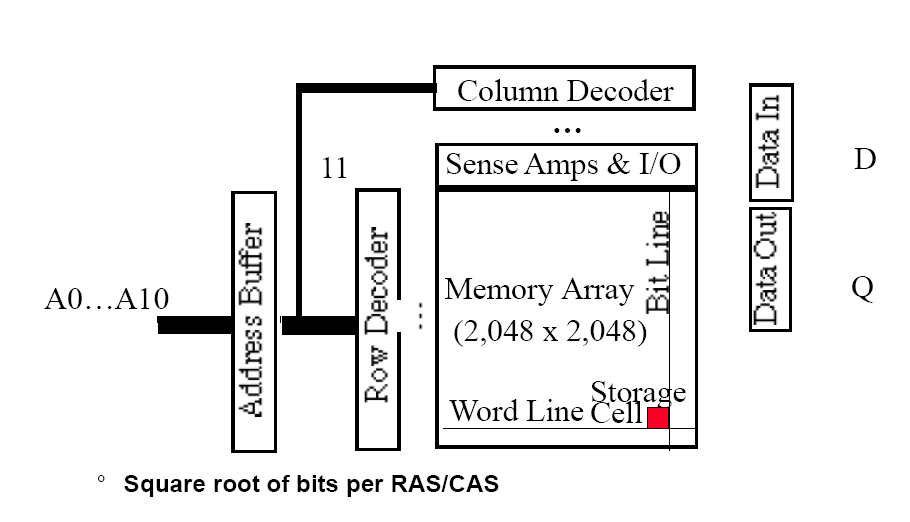 Column Decoder
...
Sense Amps & I/O
11
Data In
D
Address Buffer
Row Decoder
...
A0...A10
Memory Array
(2,048 x 2,048)
Bit Line
Data Out
Q
Storage
Word Line Cell
° Square root of bits per RAS/CAS